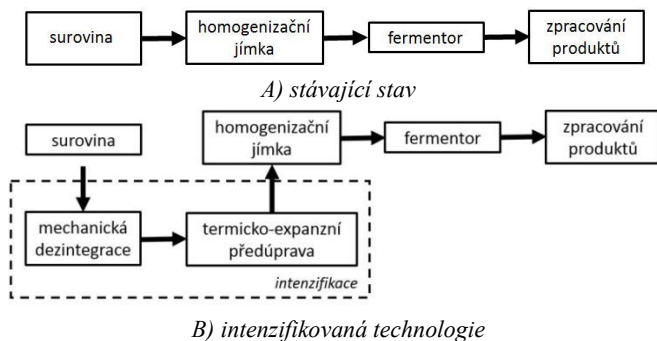 surovina
homogenizační
jímka
fermentor
zpracování
produktů
A) stávající stav
surovina
homogenizační
jímka
fermentor
zpracování
produktů
mechanická
dezintegrace
termicko-expanzní
předúprava
intenzifikace
B) intenzifikovaná technologie